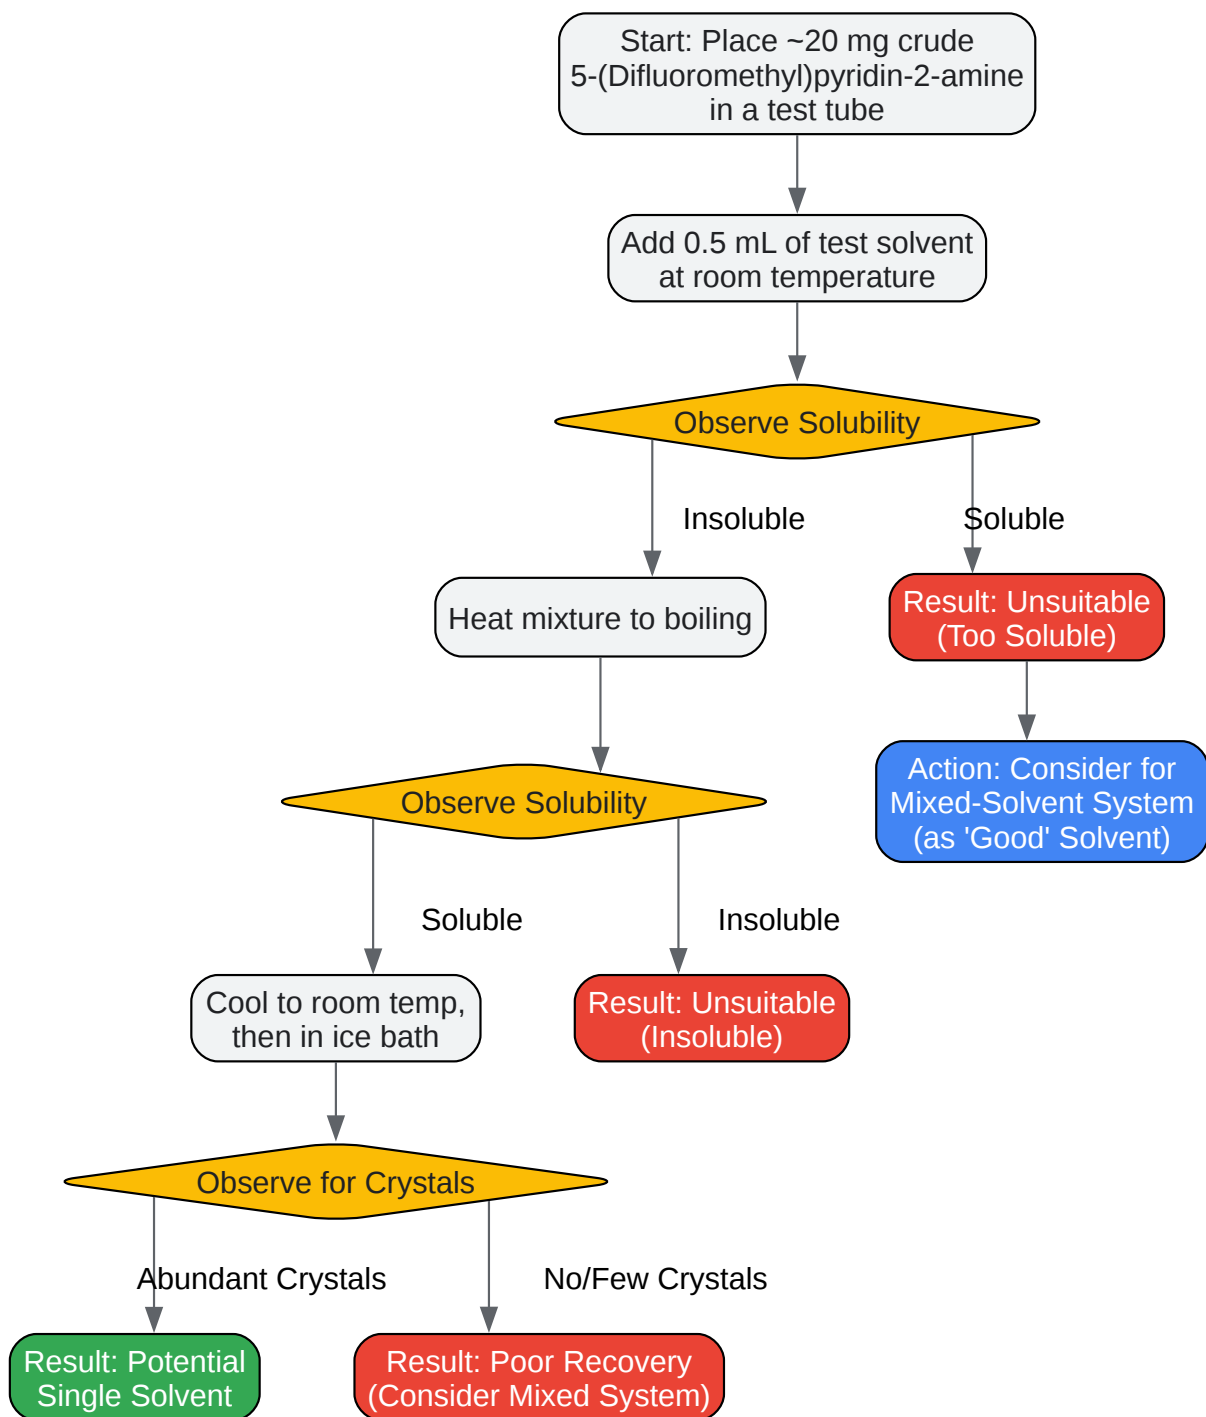 Start: Place ~20 mg crude
5-(Difluoromethyl)pyridin-2-amine
in a test tube
Add 0.5 mL of test solvent
at room temperature
Observe Solubility
Insoluble
Soluble
Heat mixture to boiling
Result: Unsuitable
(Too Soluble)
Action: Consider for
Mixed-Solvent System
(as 'Good' Solvent)
Observe Solubility
Soluble
Insoluble
Cool to room temp,
then in ice bath
Result: Unsuitable
(Insoluble)
Observe for Crystals
Abundant Crystals
No/Few Crystals
Result: Potential
Single Solvent
Result: Poor Recovery
(Consider Mixed System)